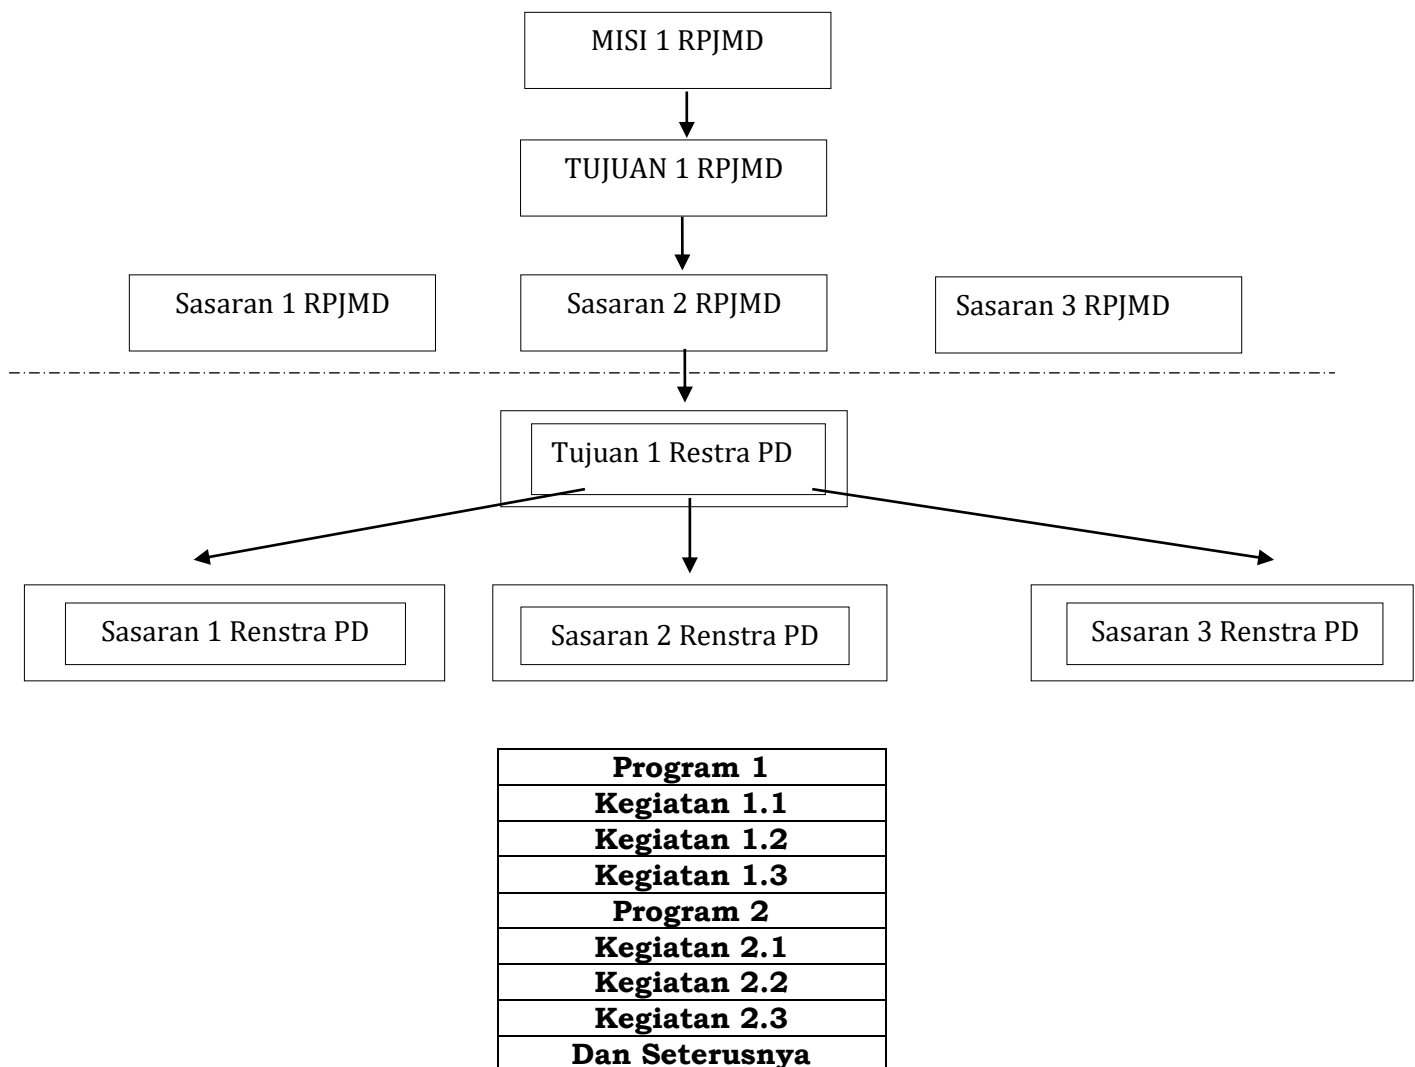 MISI 1 RPJMD
TUJUAN 1 RPJMD
Sasaran 1 RPJMD
Sasaran 2 RPJMD
Sasaran 3 RPJMD
Tujuan 1 Restra PD
Sasaran 1 Renstra PD
Sasaran 2 Renstra PD
Sasaran 3 Renstra PD
Program 1
Kegiatan 1.1
Kegiatan 1.2
Kegiatan 1.3
Program 2
Kegiatan 2.1
Kegiatan 2.2
Kegiatan 2.3
Dan Seterusnya